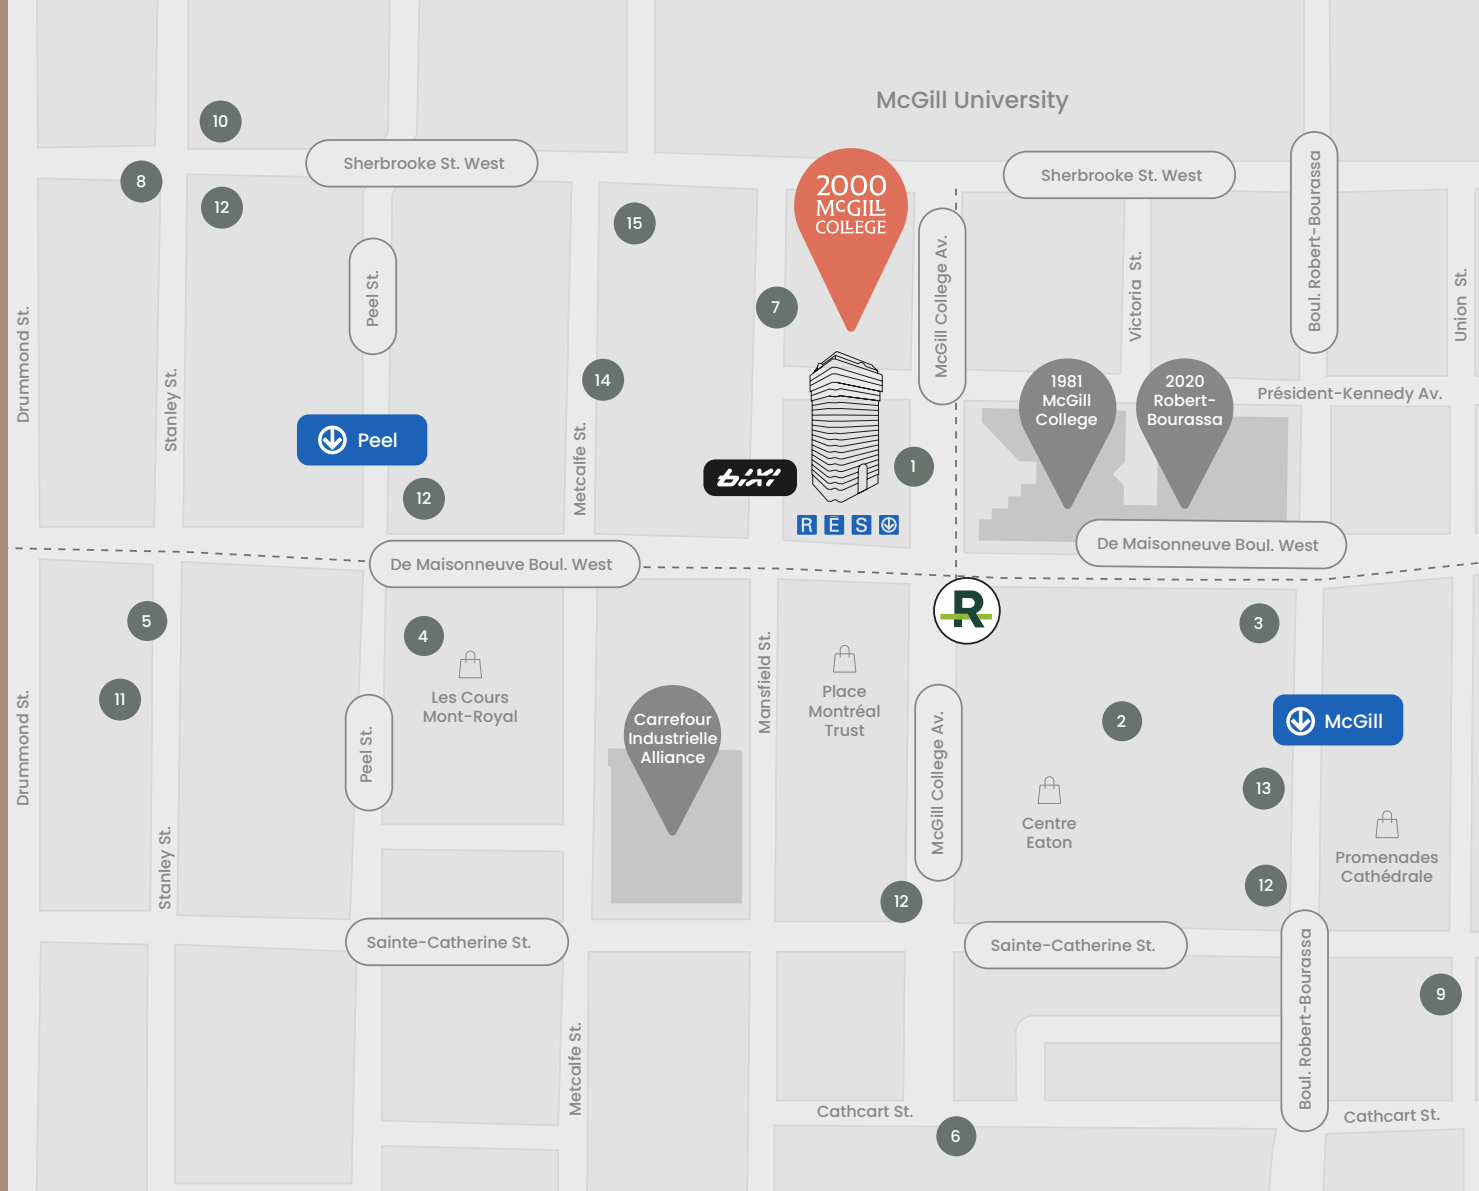 McGill University
10
Sherbrooke St. West
8
12
Sherbrooke St. West
Boul. Robert-Bourassa
2000
McGILL
COLLEGE
15
Peel St.
McGill College Av.
Victoria St.
Union St.
7
Drummond St.
Stanley St.
14
1981
McGill
College
2020
Robert-
Bourassa
Président-Kennedy Av.
Peel
Metcalfe St.
bixi
1
12
R É S
De Maisonneuve Boul. West
De Maisonneuve Boul. West
R
5
4
3
11
Les Cours
Mont-Royal
Mansfield St.
Place
Montréal
Trust
Carrefour
Industrielle
Alliance
2
McGill
Drummond St.
Peel St.
McGill College Av.
13
Centre
Eaton
Promenades
Cathédrale
Stanley St.
12
12
Sainte-Catherine St.
Sainte-Catherine St.
Boul. Robert-Bourassa
9
Metcalfe St.
Cathcart St.
Cathcart St.
6